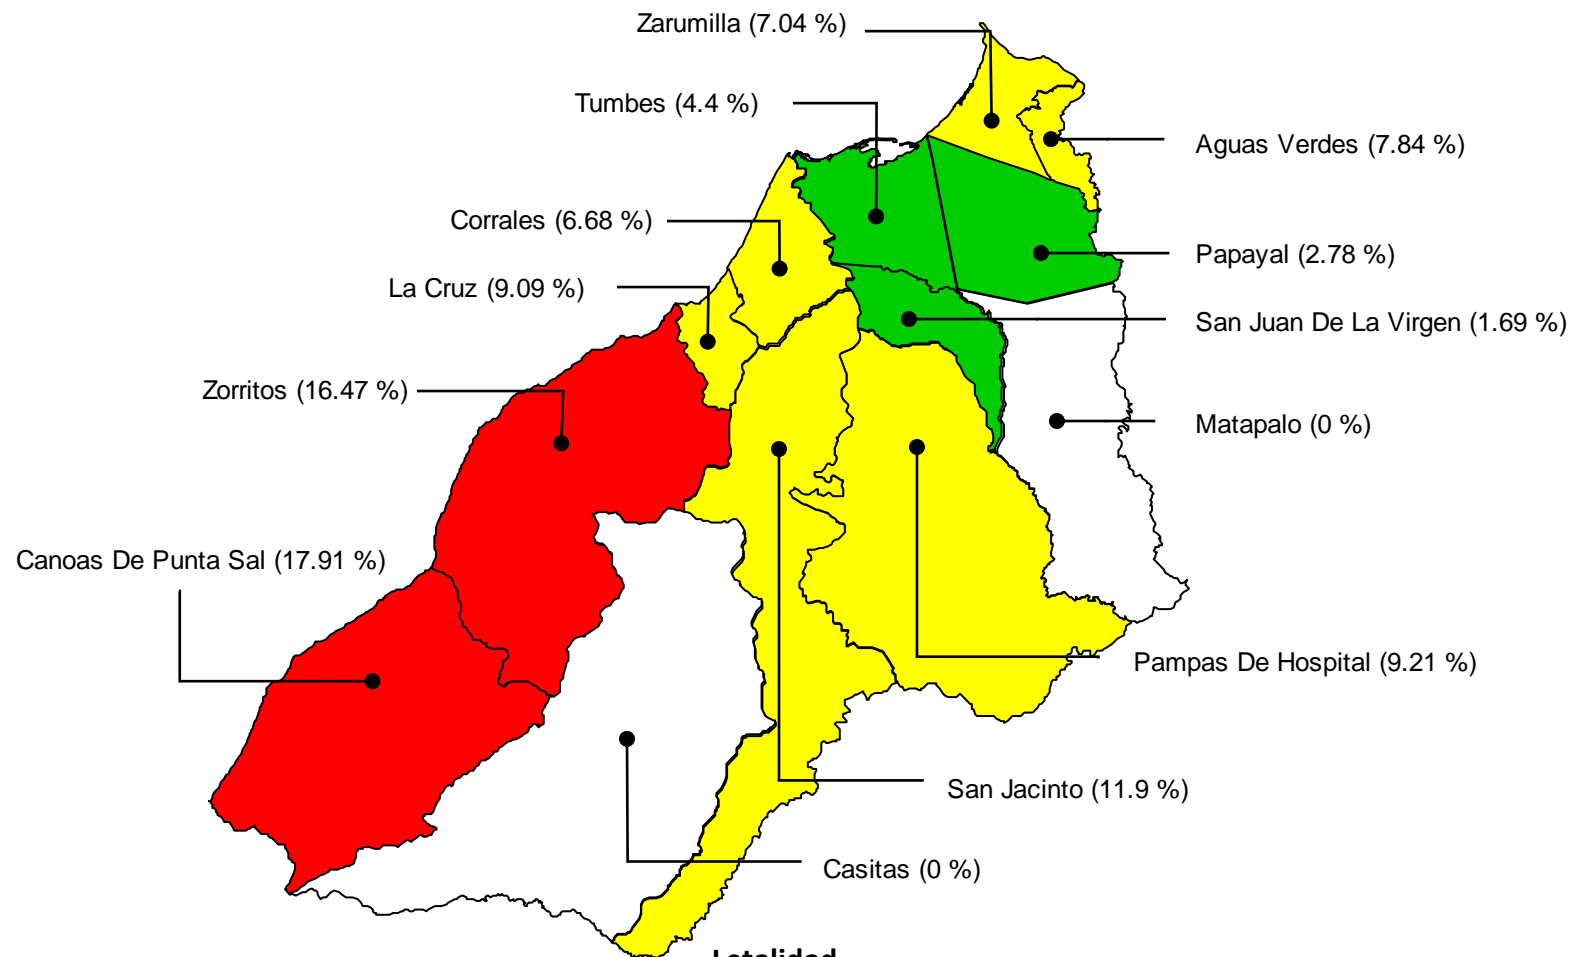 Zarumilla (7.04 %)
Tumbes (4.4 %)
Aguas Verdes (7.84 %)
Corrales (6.68 %)
Papayal (2.78 %)
La Cruz (9.09 %)
San Juan De La Virgen (1.69 %)
Zorritos (16.47 %)
Matapalo (0 %)
Canoas De Punta Sal (17.91 %)
Pampas De Hospital (9.21 %)
San Jacinto (11.9 %)
Casitas (0 %)
Letalidad